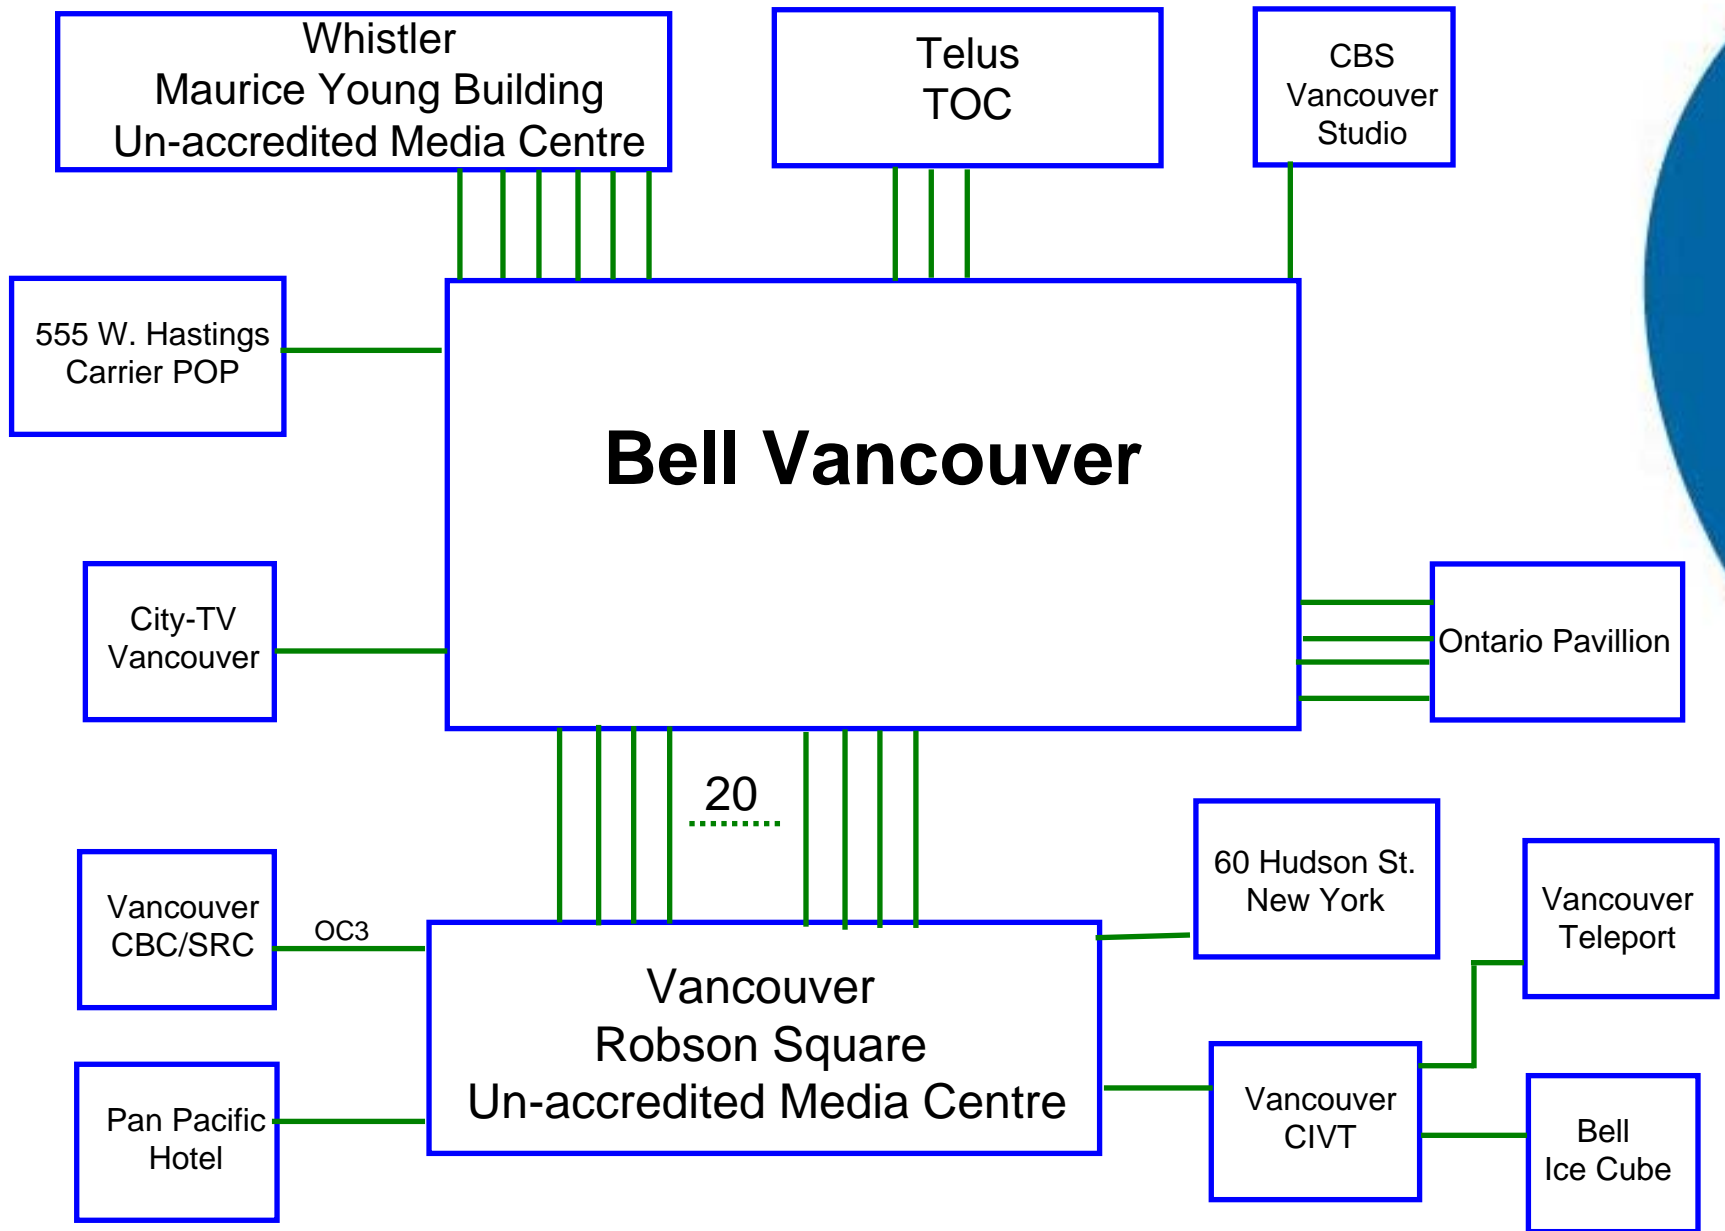 Whistler
Maurice Young Building
Un-accredited Media Centre
Telus
TOC
CBS
Vancouver
Studio
555 W. Hastings
Carrier POP
Bell Vancouver
City-TV
Vancouver
Ontario Pavillion
20
60 Hudson St.
New York
Vancouver
Teleport
Vancouver
CBC/SRC
OC3
Vancouver
Robson Square
Un-accredited Media Centre
Pan Pacific
Hotel
Vancouver
CIVT
Bell
Ice Cube